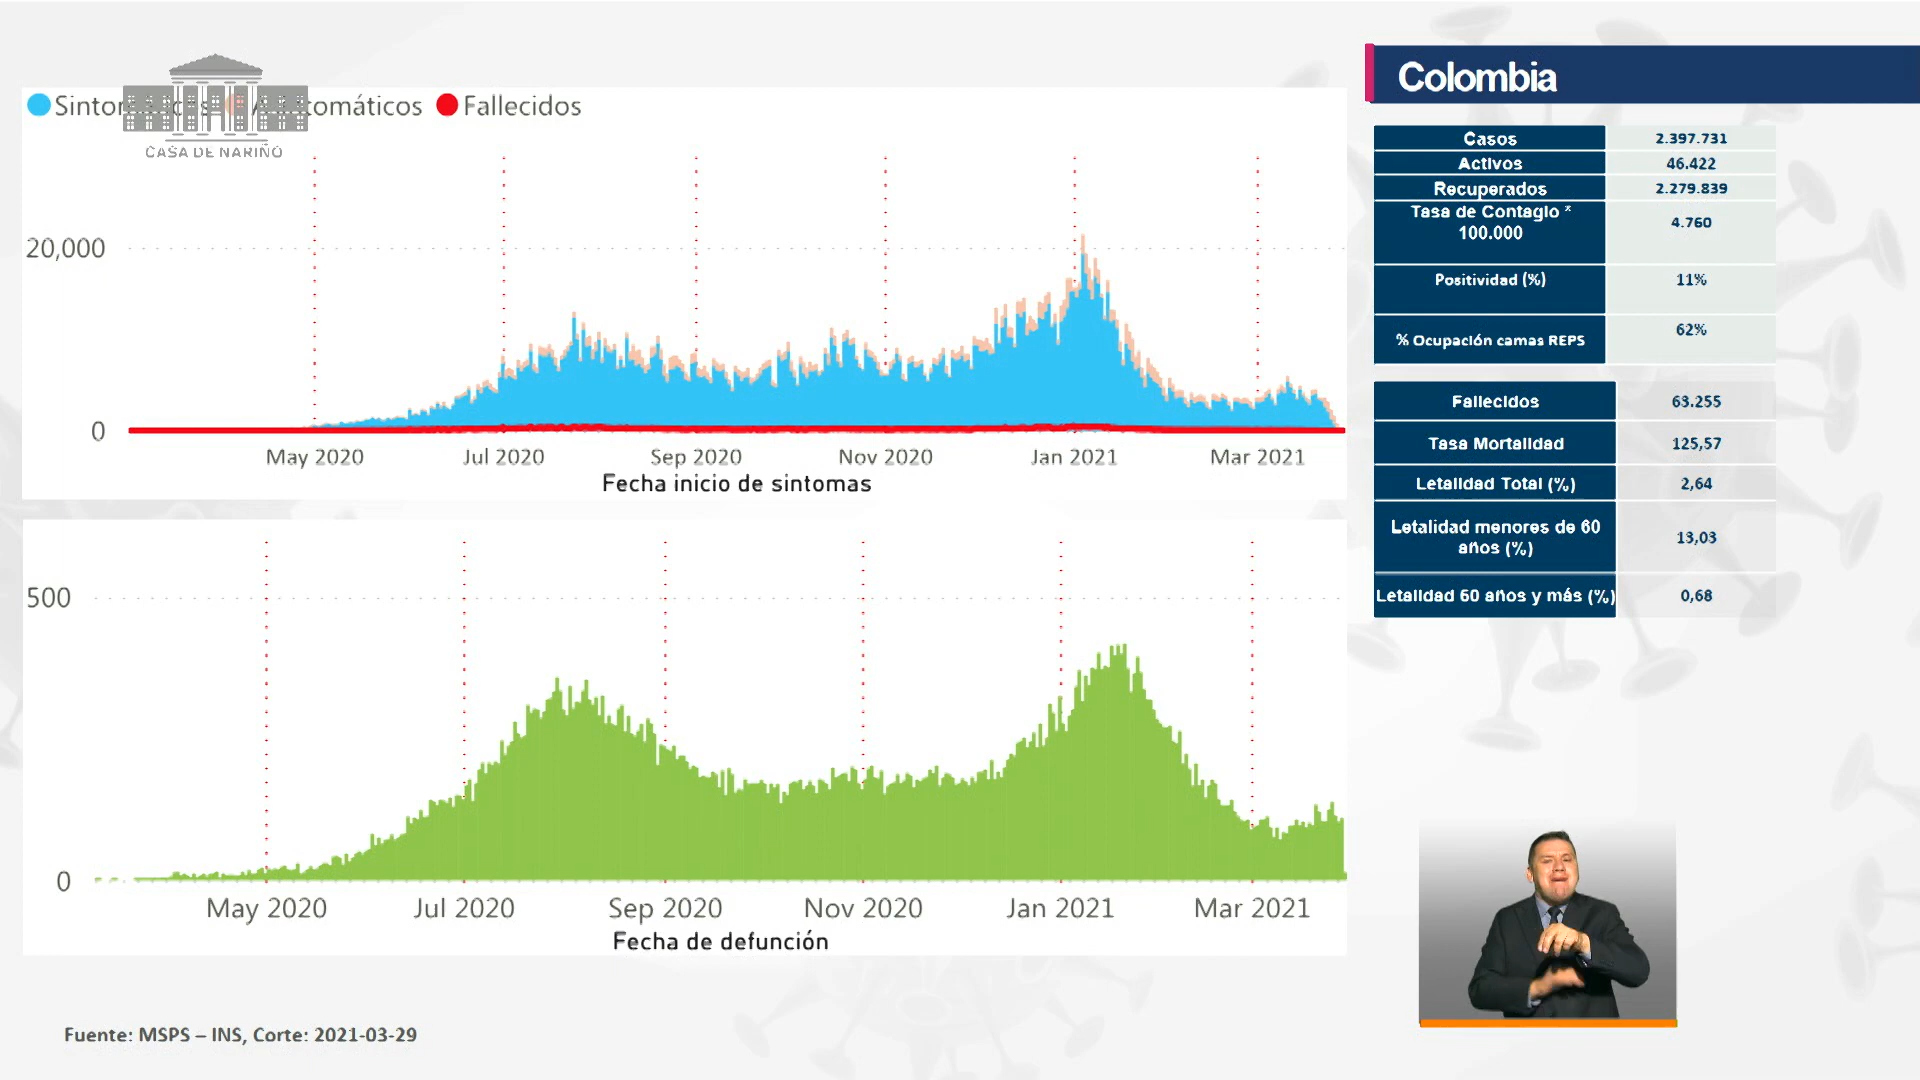 Colombia
Asintomáticos Fallecidos
CASA DE NARIÑO
20,000
0
May 2020 Jul 2020 Sep 2020 Nov 2020 Jan 2021 Mar 2021
Fecha inicio de sintomas
500
0
May 2020 Jul 2020 Sep 2020 Nov 2020 Jan 2021 Mar 2021
Fecha de defunción
Fuente: MSPS – INS, Corte: 2021-03-29
Casos 2.397.731
Activos 46.422
Recuperados 2.279.839
Tasa de Contagio *
100.000 4.760
Positividad (%) 11%
% Ocupación camas REPS 62%
Fallecidos 63.255
Tasa Mortalidad 125,57
Letalidad Total (%) 2,64
Letalidad menores de 60
años (%) 13,03
Letalidad 60 años y más (%) 0,68